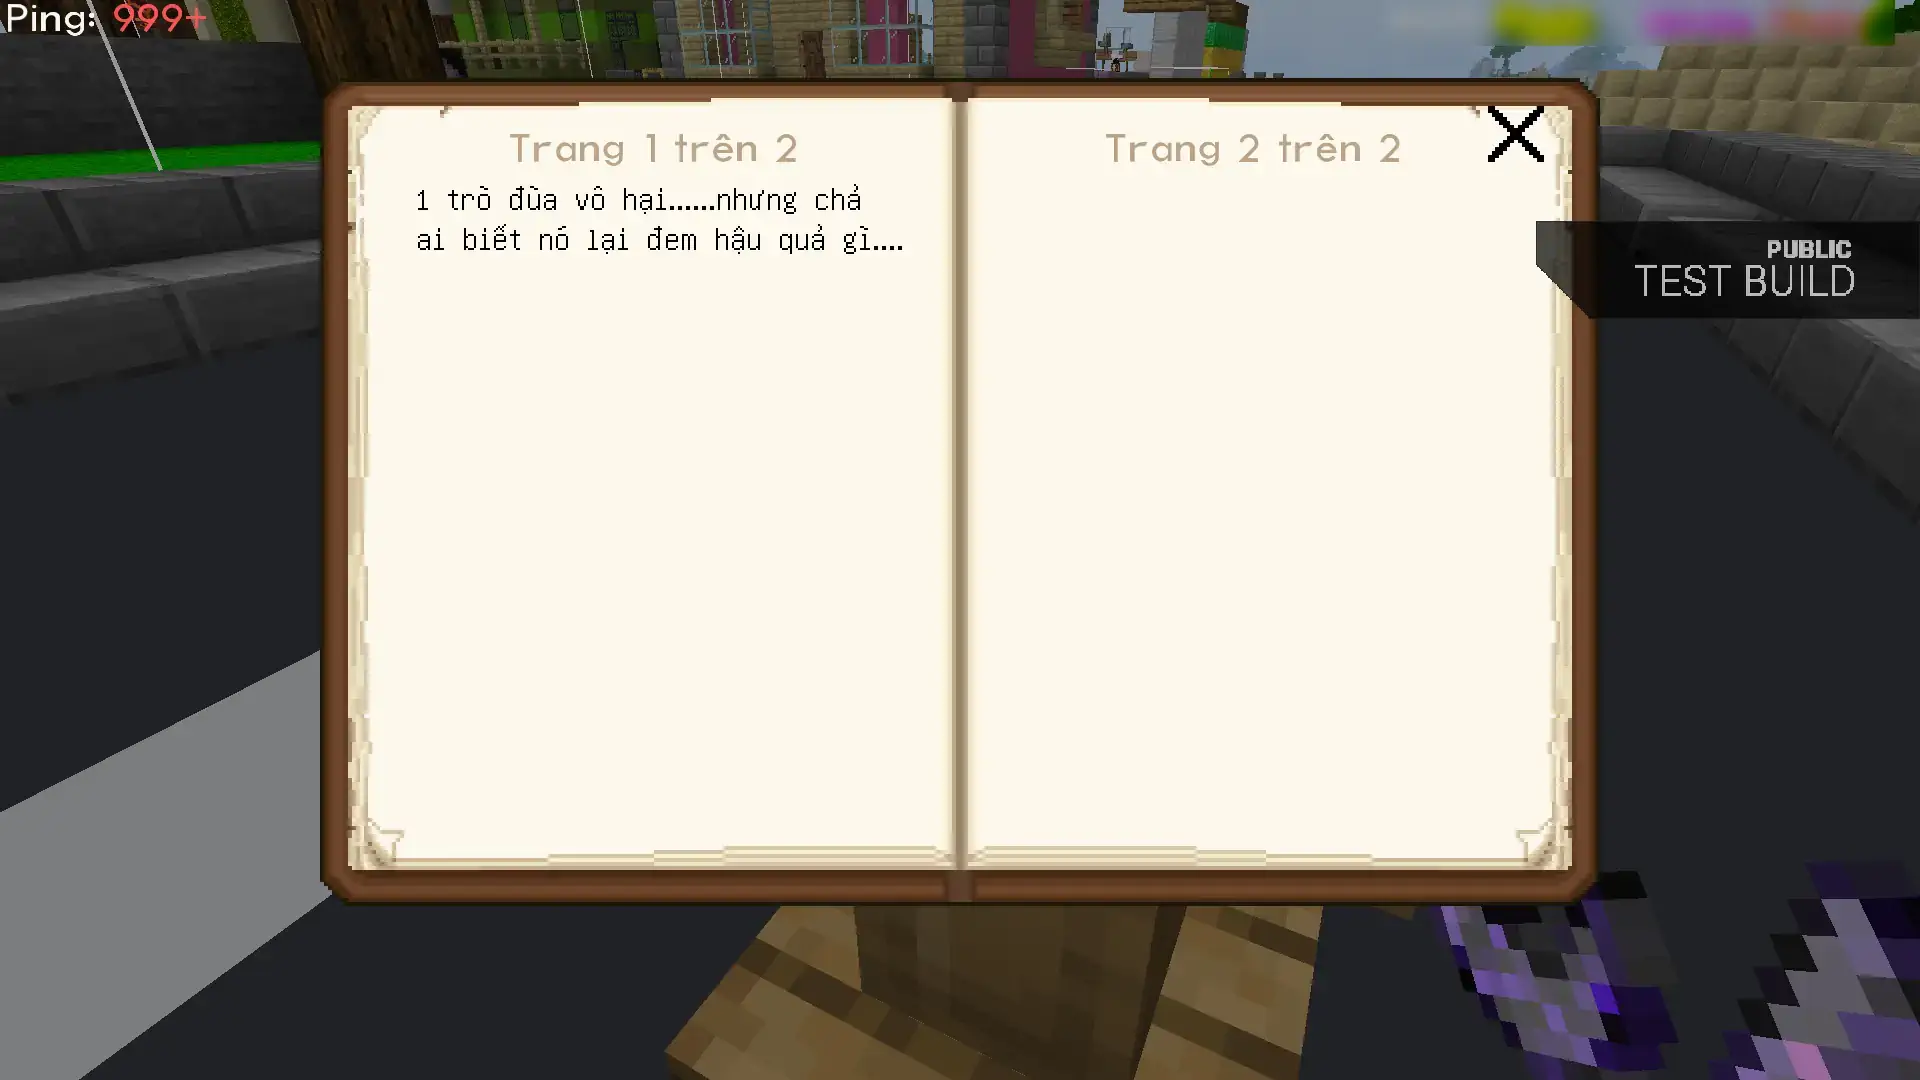 Ping: 999+
Trang 1 trên 2
1 trò đùa vô hại......nhưng chả
ai biết nó lại đem hậu quả gì....
Trang 2 trên 2
PUBLIC
TEST BUILD